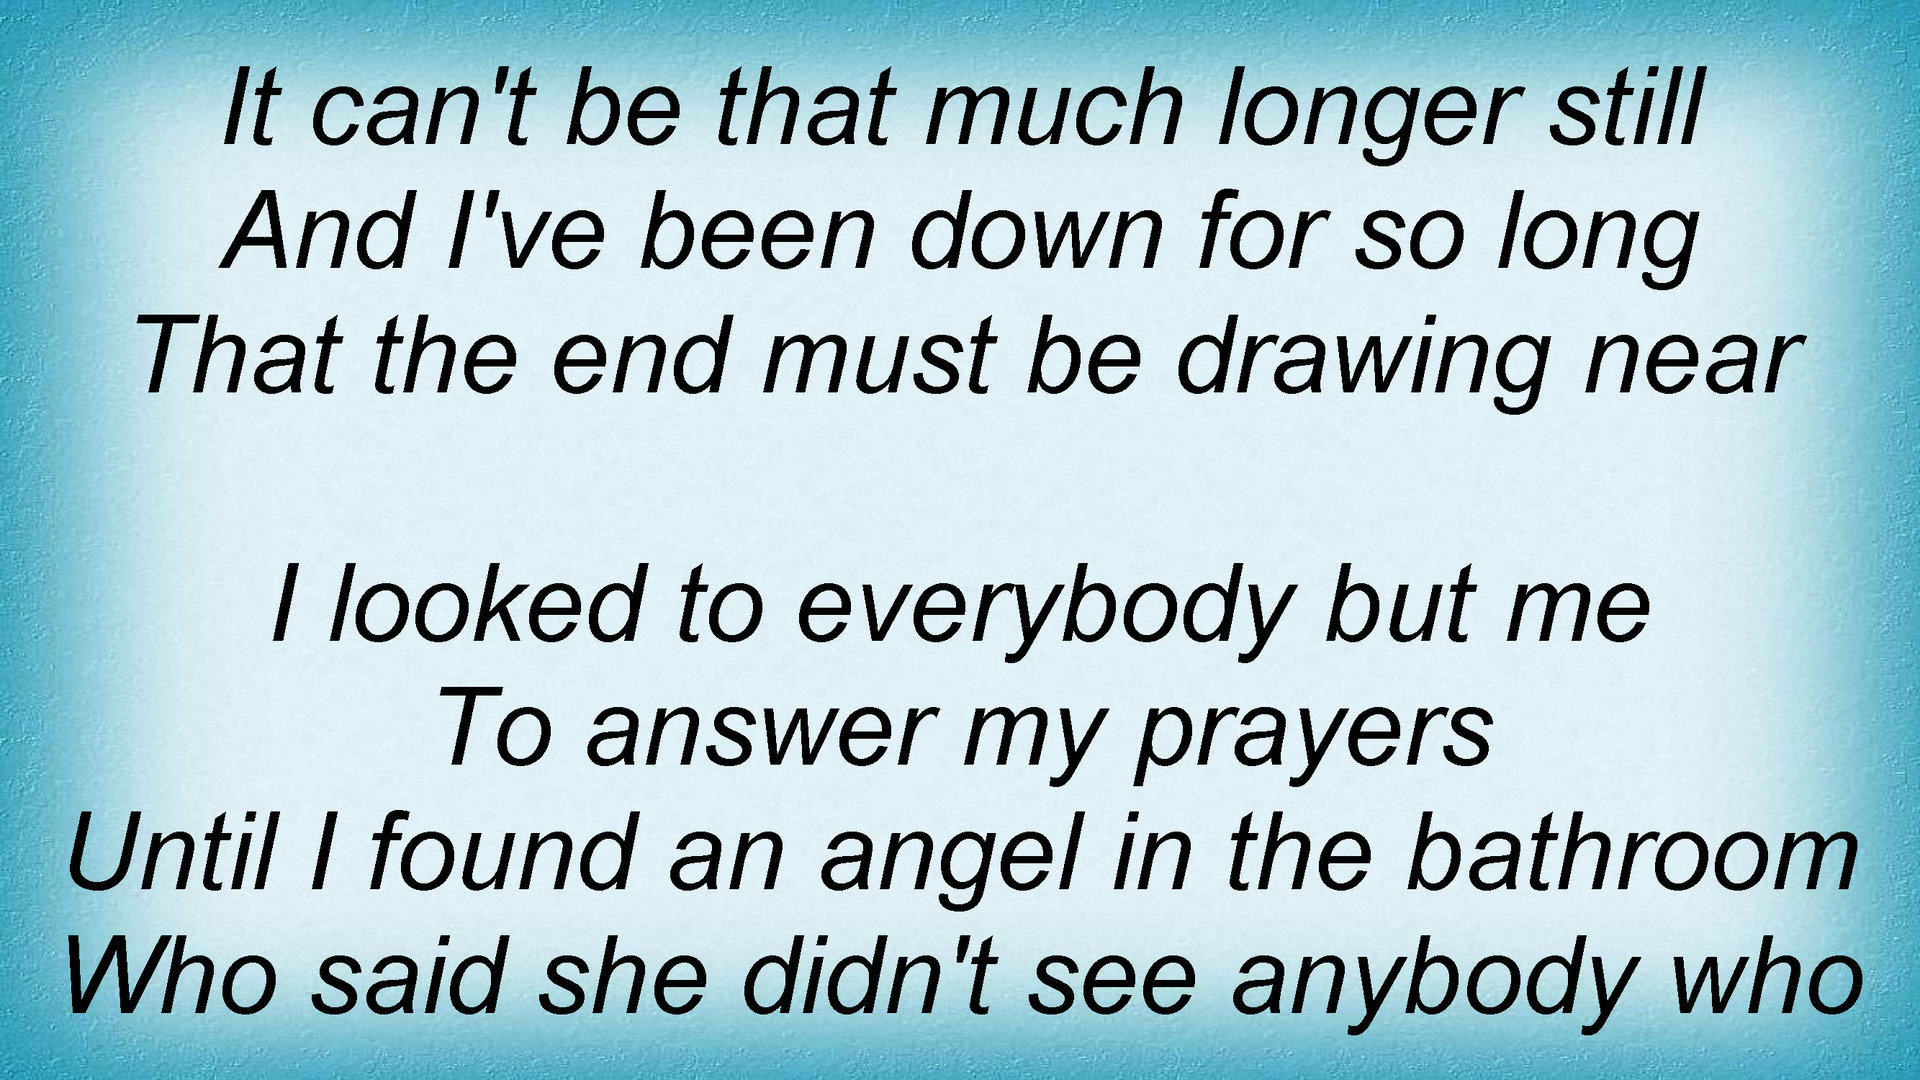 It can't be that much longer still
And I've been down for so long
That the end must be drawing near
I looked to everybody but me
To answer my prayers
Until I found an angel in the bathroom
Who said she didn't see anybody who